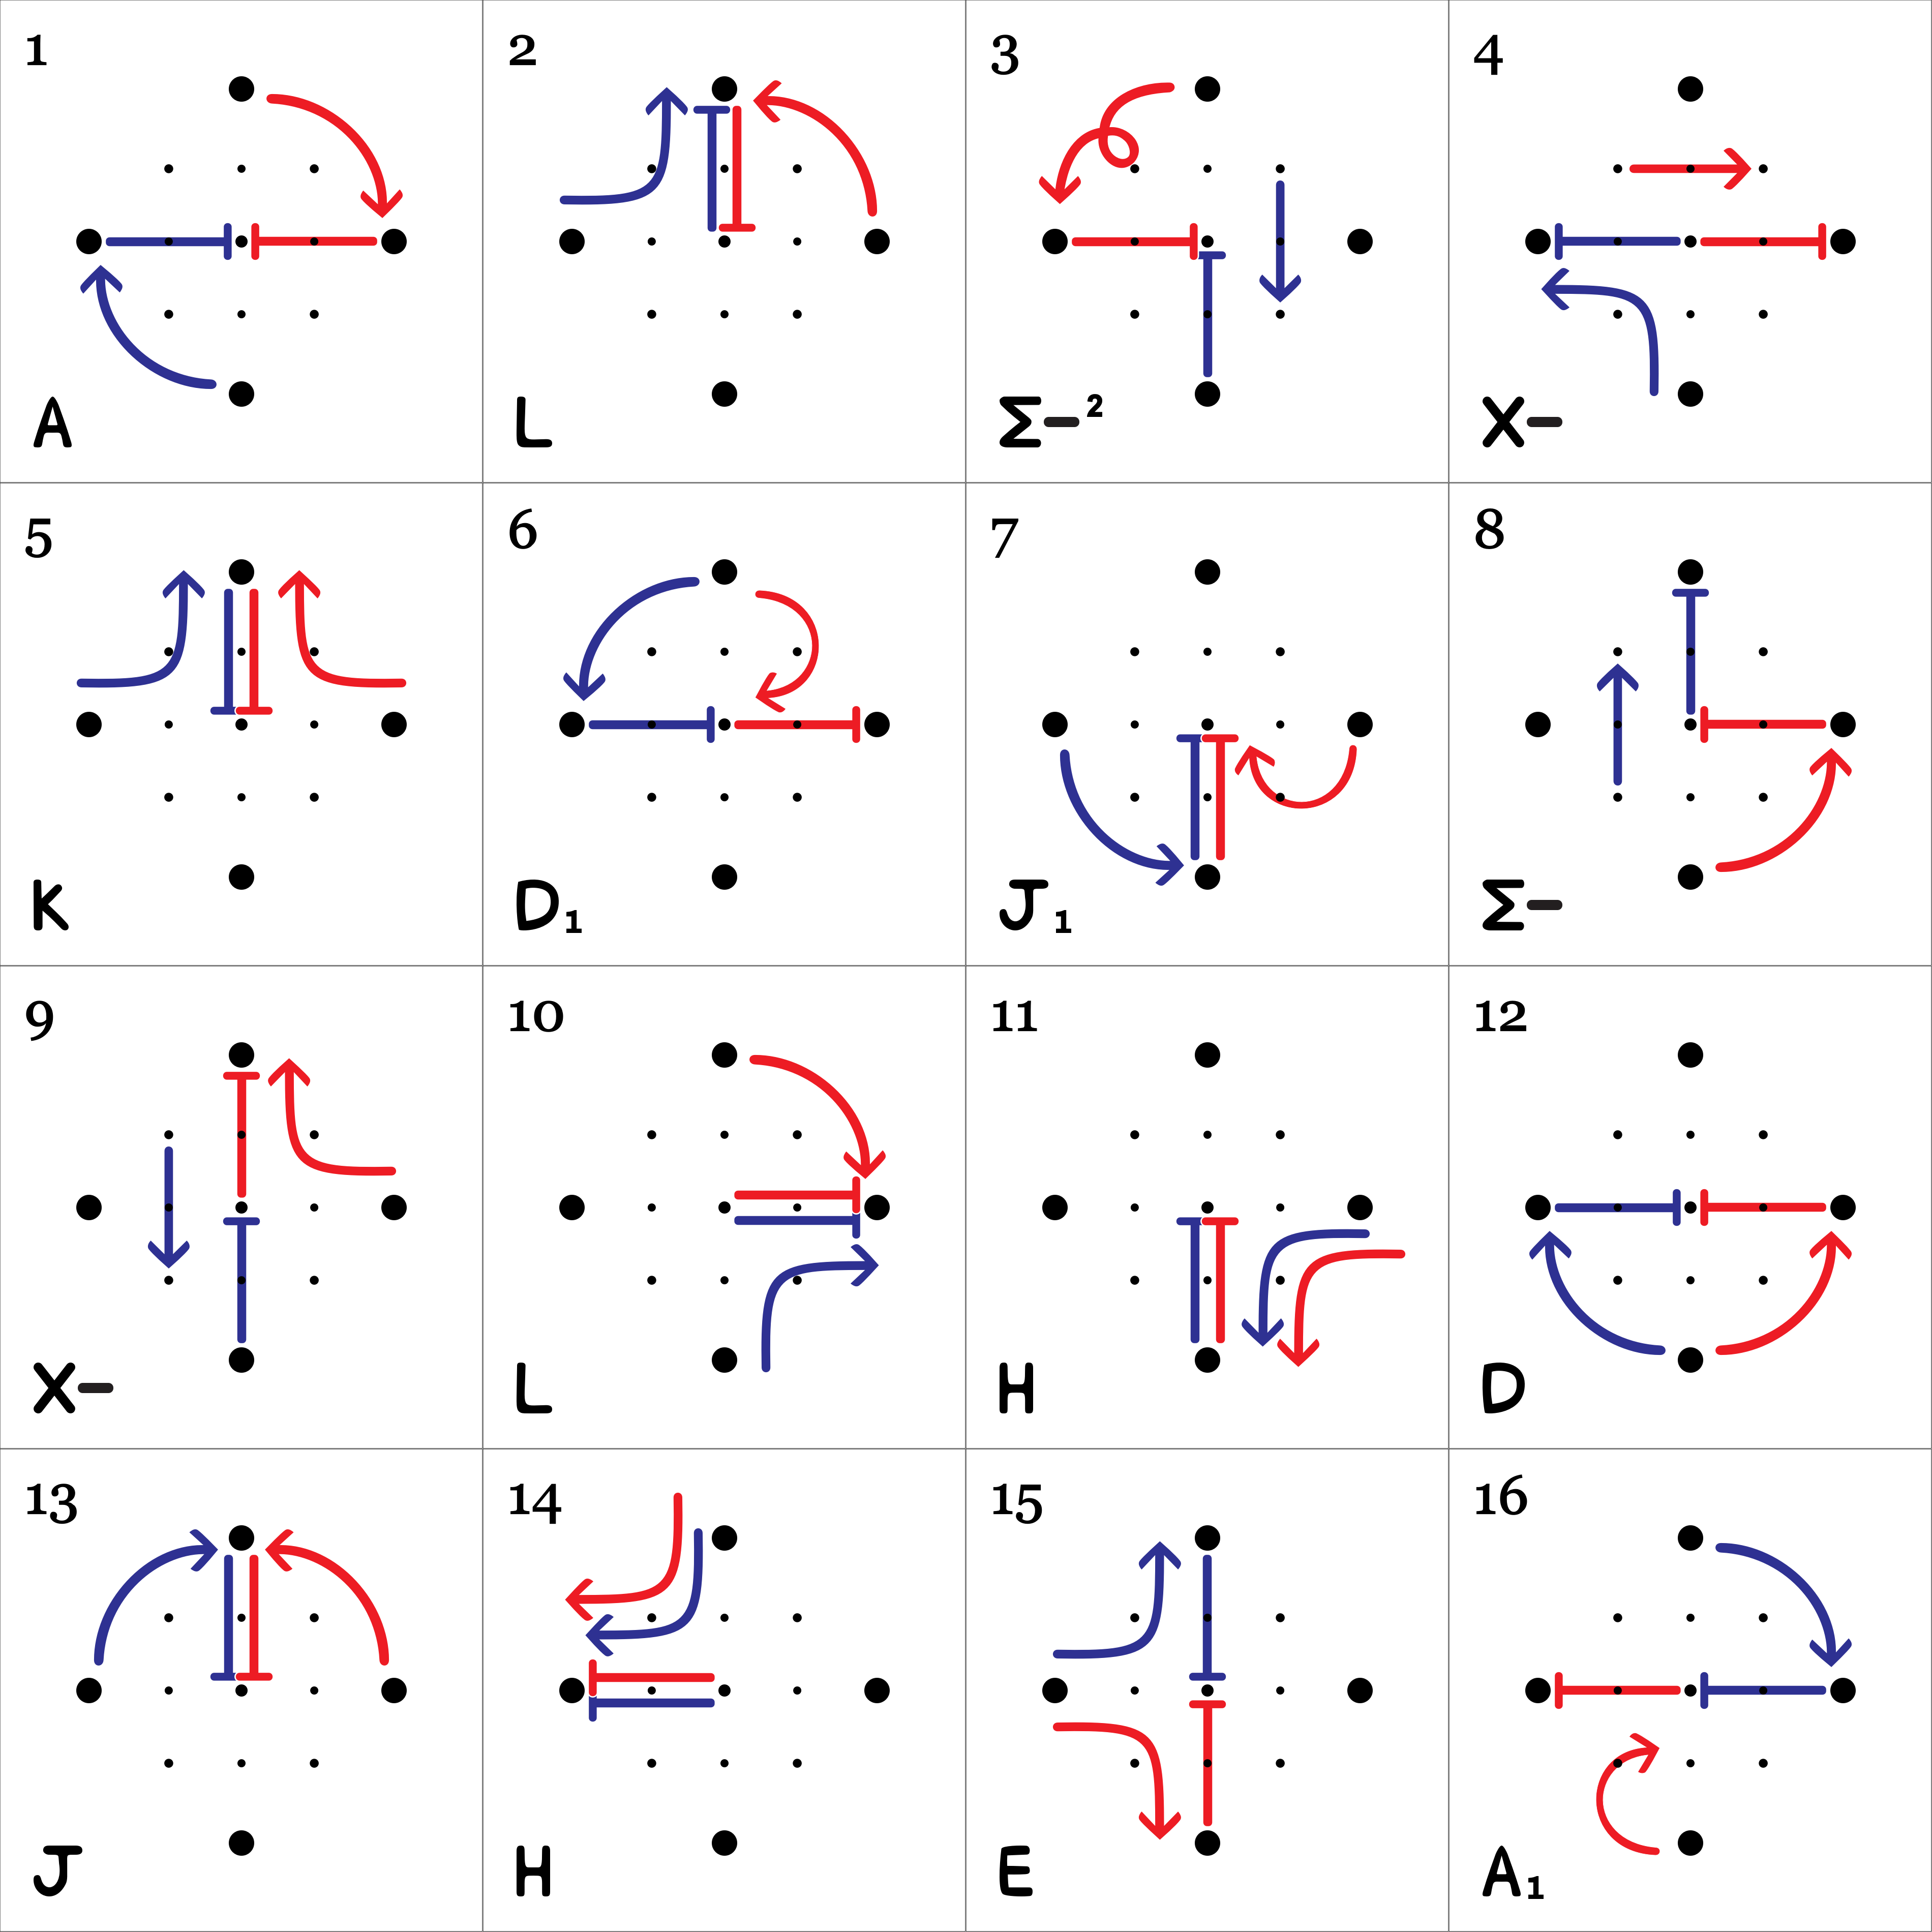 1 2 3 4
A L Σ-² X-
5 6 7 8
K D₁ J₁ Σ-
9 10 11 12
X- L H D
13 14 15 16
J H E A₁